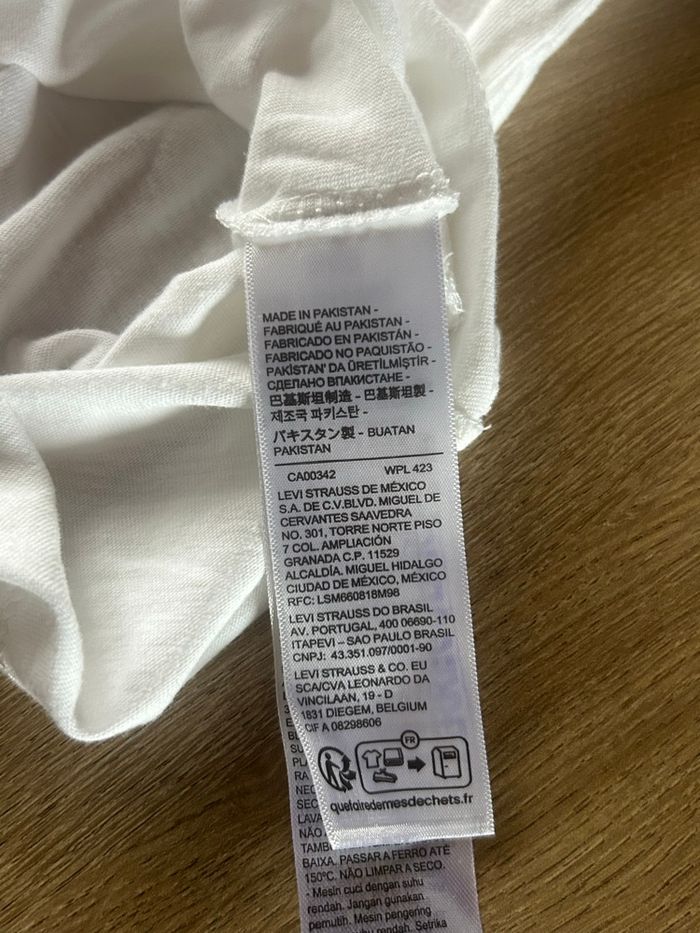 MADE IN PAKISTAN -
FABRIQUÉ AU PAKISTAN -
FABRICADO EN PAKISTÁN -
FABRICADO NO PAQUISTÃO -
PAKİSTAN' DA ÜRETİLMİŞTİR -
СДЕЛАНО ВПАКИСТАНЕ -
巴基斯坦制造 - 巴基斯坦製 -
제조국 파키스탄 -
パキスタン製 - BUATAN
PAKISTAN
CA00342 WPL 423
LEVI STRAUSS DE MÉXICO
S.A. DE C.V.BLVD. MIGUEL DE
CERVANTES SAAVEDRA
NO. 301, TORRE NORTE PISO
7 COL. AMPLIACIÓN
GRANADA C.P. 11529
ALCALDÍA. MIGUEL HIDALGO
CIUDAD DE MÉXICO, MÉXICO
RFC: LSM660818M98
LEVI STRAUSS DO BRASIL
AV. PORTUGAL, 400 06690-110
ITAPEVI – SAO PAULO BRASIL
CNPJ: 43.351.097/0001-90
LEVI STRAUSS & CO. EU
SCA/CVA LEONARDO DA
VINCILAAN, 19 - D
1831 DIEGEM, BELGIUM
CIF A 08298606
FR
quefairedemesdechets.fr
BAIXA. PASSAR A FERRO ATÉ
150ºC. NÃO LIMPAR A SECO.
- Mesin cuci dengan suhu
rendah. Jangan gunakan
pemutih. Mesin pengering
rendah. Setrika